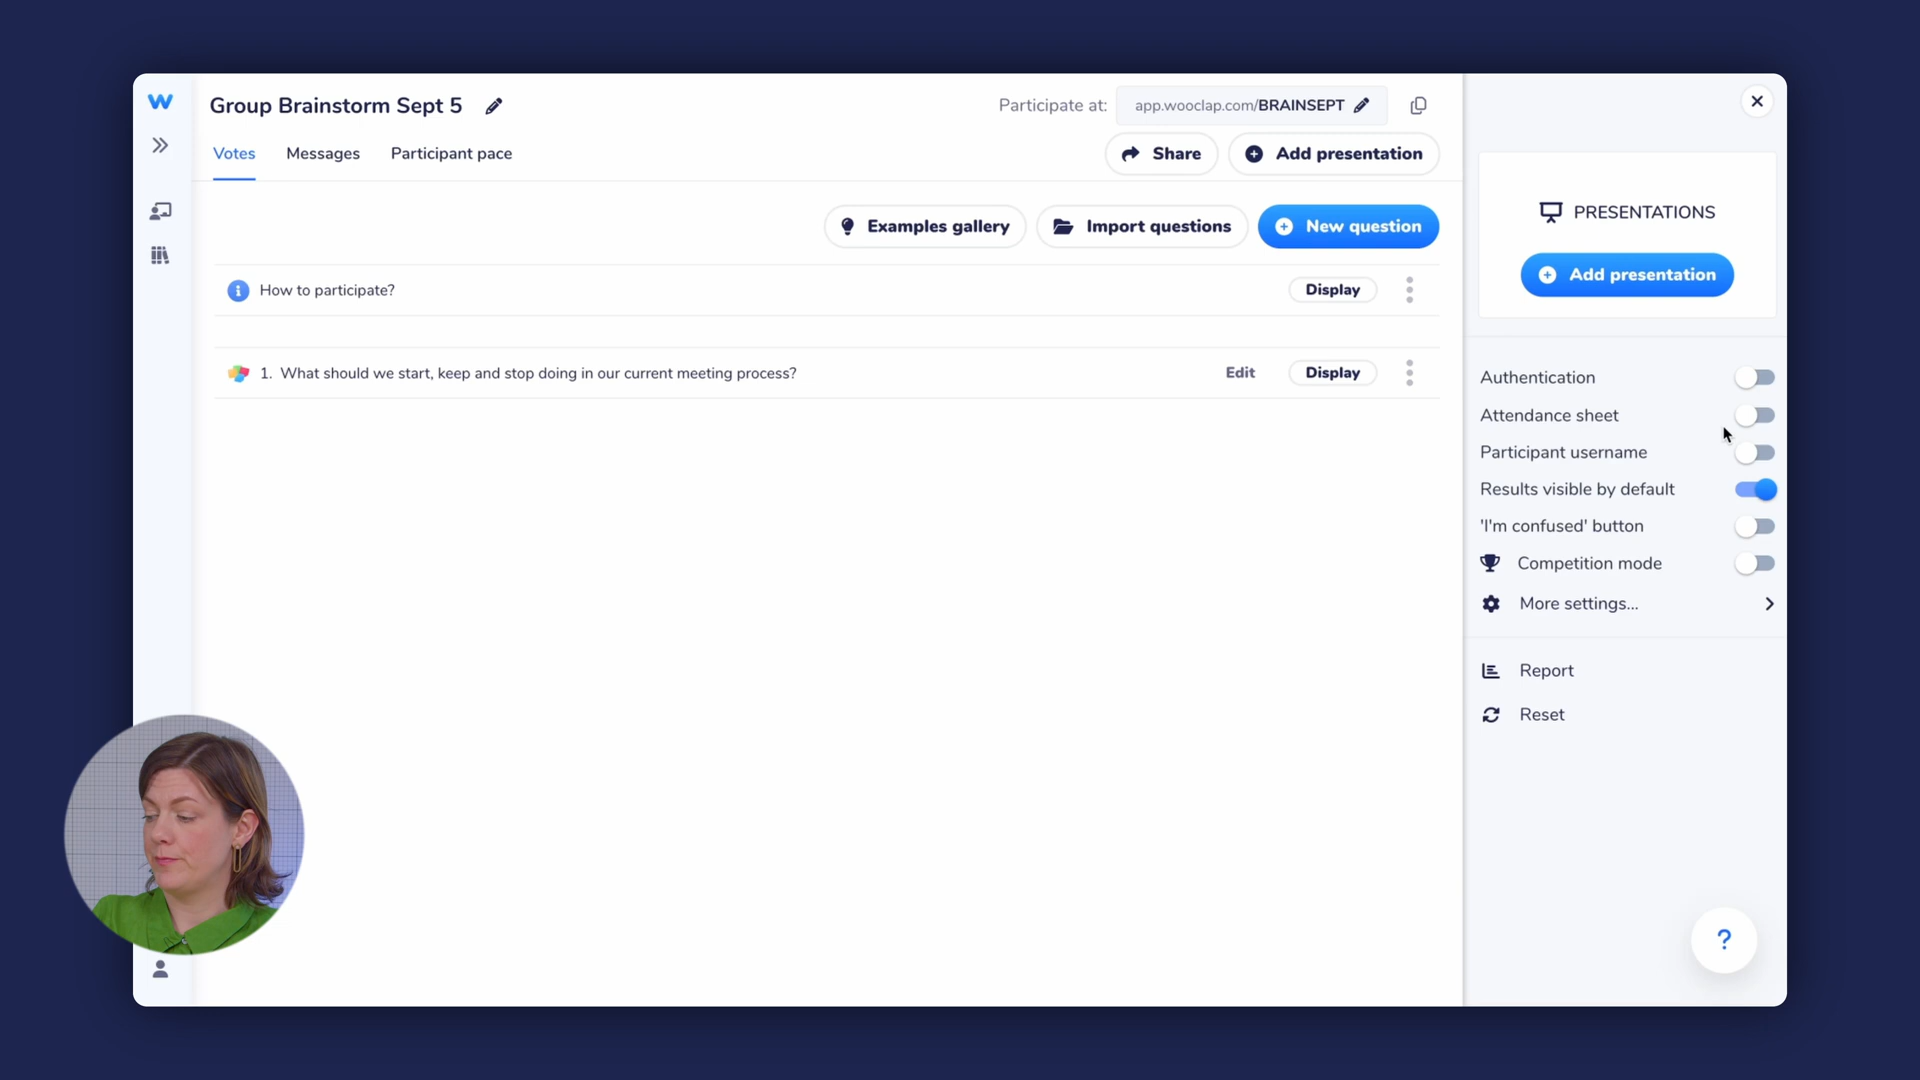 Group Brainstorm Sept 5
Participate at: app.wooclap.com/BRAINSEPT
Votes Messages Participant pace
Share Add presentation
Examples gallery Import questions New question
How to participate? Display
1. What should we start, keep and stop doing in our current meeting process? Edit Display
PRESENTATIONS
Add presentation
Authentication
Attendance sheet
Participant username
Results visible by default
'I'm confused' button
Competition mode
More settings...
Report
Reset
?